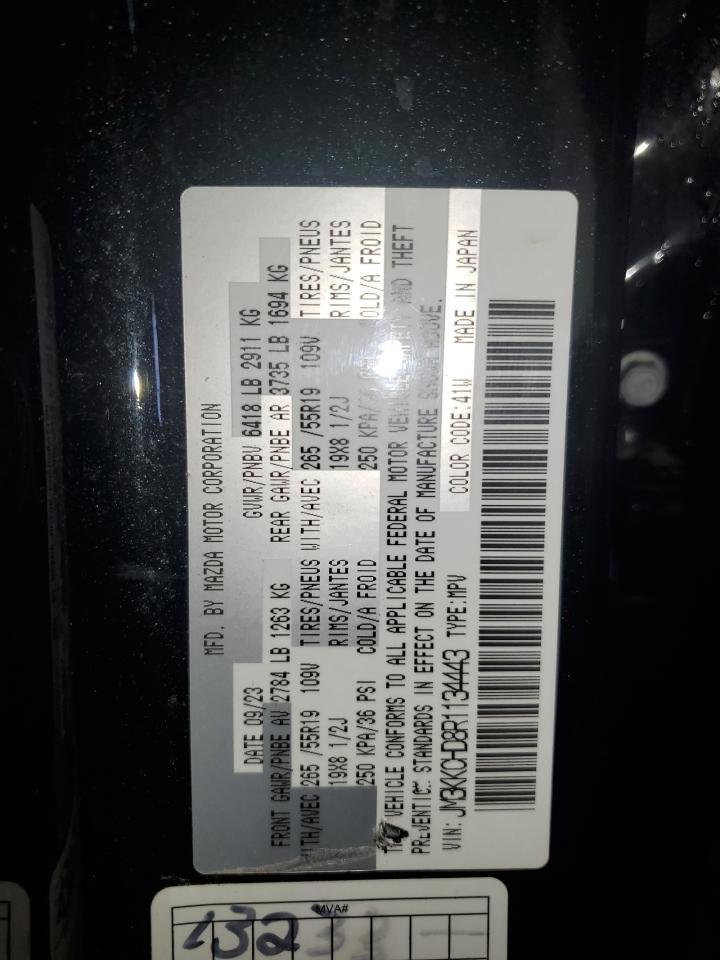 MFD. BY MAZDA MOTOR CORPORATION
DATE 09/23 GVWR/PNBV 6418 LB 2911 KG
FRONT GAWR/PNBE AV 2784 LB 1263 KG REAR GAWR/PNBE AR 3735 LB 1694 KG
WITH/AVEC 265 /55R19 109V TIRES/PNEUS WITH/AVEC 265 /55R19 109V TIRES/PNEUS
19X8 1/2J RIMS/JANTES 19X8 1/2J RIMS/JANTES
250 KPA/36 PSI COLD/A FROID 250 KPA/ COLD/A FROID
VEHICLE CONFORMS TO ALL APPLICABLE FEDERAL MOTOR AND THEFT
PREVENTION STANDARDS IN EFFECT ON THE DATE OF MANUFACTURE
COLOR CODE:41W MADE IN JAPAN
VIN: JM3KKCHD8R1134443 TYPE:MPV
MVA#
132